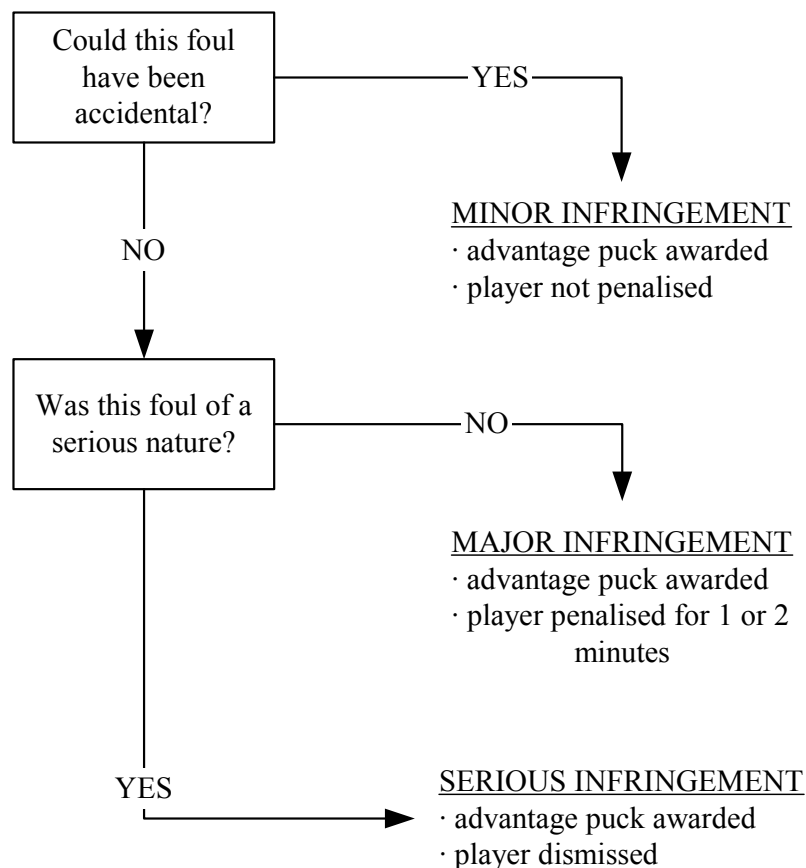 Could this foul
have been
accidental?
YES
MINOR INFRINGEMENT
· advantage puck awarded
· player not penalised
NO
Was this foul of a
serious nature?
NO
MAJOR INFRINGEMENT
· advantage puck awarded
· player penalised for 1 or 2
minutes
YES
SERIOUS INFRINGEMENT
· advantage puck awarded
· player dismissed